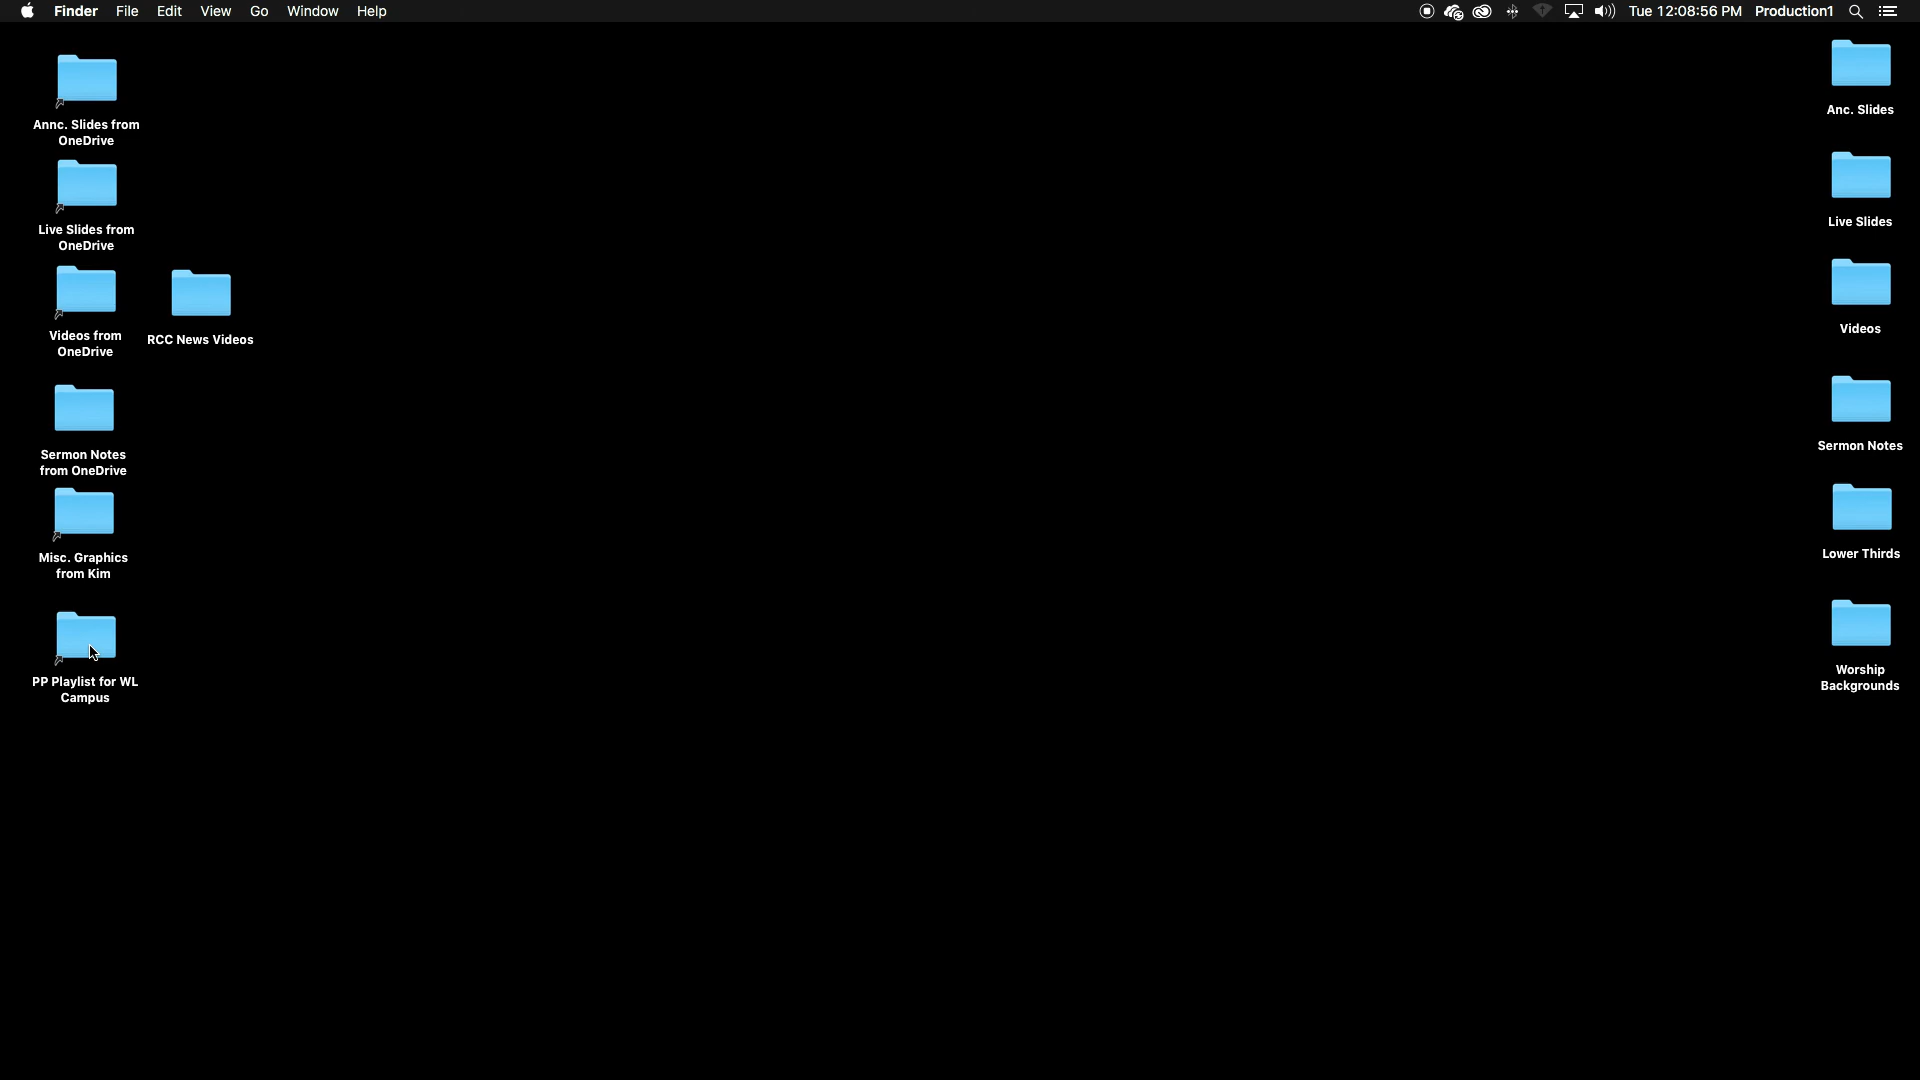 Finder File Edit View Go Window Help Tue 12:08:56 PM Production1
Annc. Slides from
OneDrive
Live Slides from
OneDrive
Videos from
OneDrive
RCC News Videos
Sermon Notes
from OneDrive
Misc. Graphics
from Kim
PP Playlist for WL
Campus
Anc. Slides
Live Slides
Videos
Sermon Notes
Lower Thirds
Worship
Backgrounds